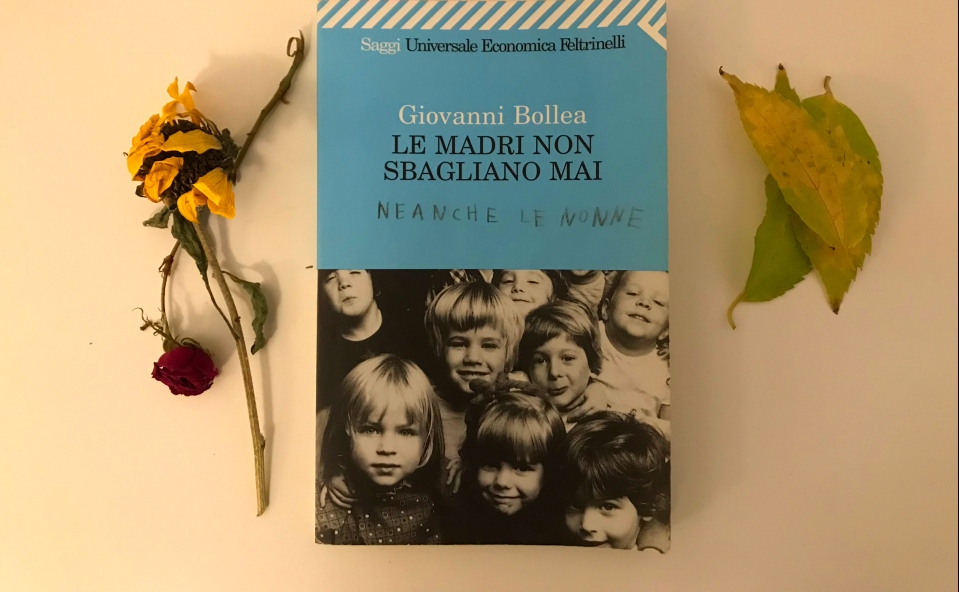 Saggi Universale Economica Feltrinelli
Giovanni Bollea
LE MADRI NON
SBAGLIANO MAI
NEANCHE LE NONNE